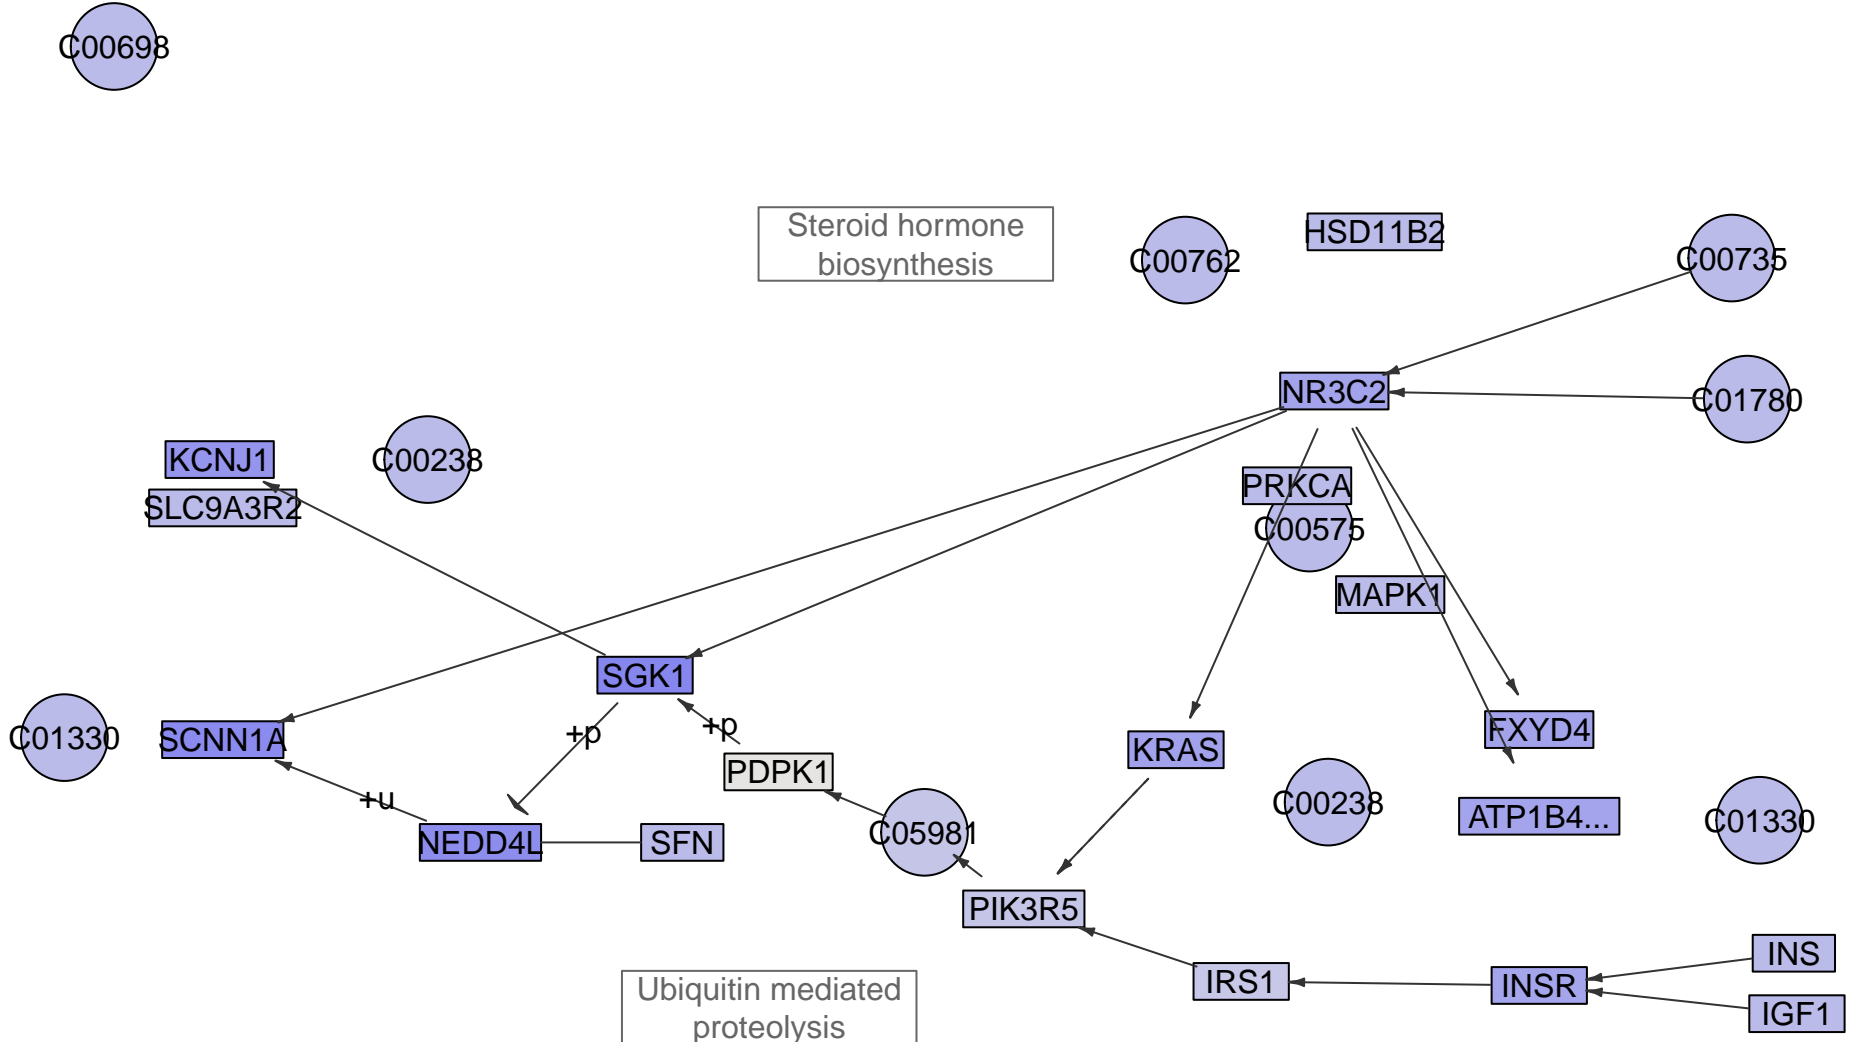 C00698
Steroid hormone
biosynthesis
C00762
HSD11B2
C00735
NR3C2
C01780
KCNJ1
C00238
SLC9A3R2
PRKCA
C00575
MAPK1
SGK1
C01330
SCNN1A
+p
+p
KRAS
FXYD4
PDPK1
+u
C00238
ATP1B4...
C01330
NEDD4L
SFN
C05981
PIK3R5
INS
Ubiquitin mediated
proteolysis
IRS1
INSR
IGF1